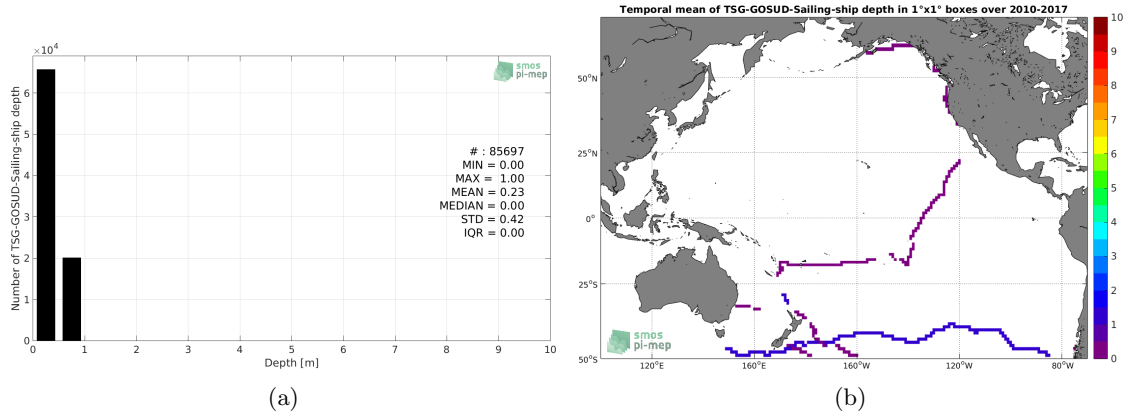 ×10⁴
6
5
4
3
2
1
0
Number of TSG-GOSUD-Sailing-ship depth
smos
pi-mep
# : 85697
MIN = 0.00
MAX = 1.00
MEAN = 0.23
MEDIAN = 0.00
STD = 0.42
IQR = 0.00
0 1 2 3 4 5 6 7 8 9 10
Depth [m]
(a)
Temporal mean of TSG-GOSUD-Sailing-ship depth in 1°x1° boxes over 2010-2017
50°N
25°N
0°
25°S
50°S
smos
pi-mep
120°E 160°E 160°W 120°W 80°W
10
9
8
7
6
5
4
3
2
1
0
(b)